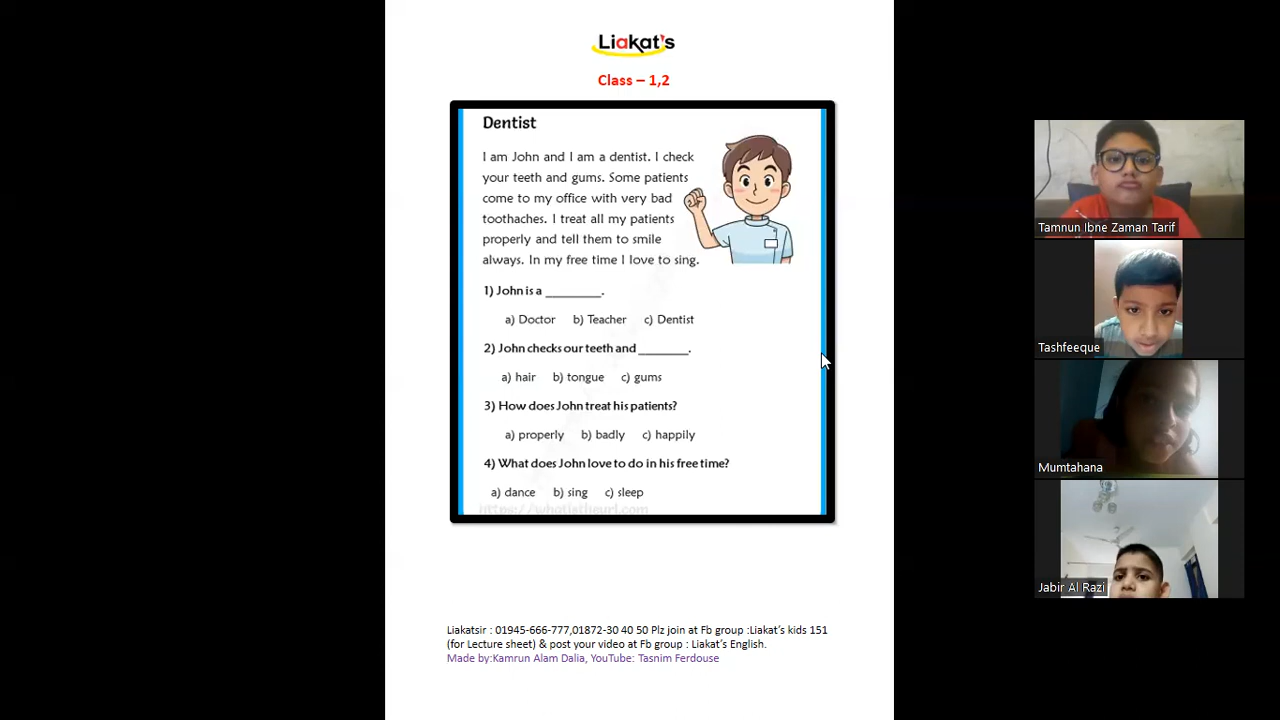 Liakat's
Class – 1,2
Dentist
I am John and I am a dentist. I check
your teeth and gums. Some patients
come to my office with very bad
toothaches. I treat all my patients
properly and tell them to smile
always. In my free time I love to sing.
1) John is a _________.
a) Doctor b) Teacher c) Dentist
2) John checks our teeth and ________.
a) hair b) tongue c) gums
3) How does John treat his patients?
a) properly b) badly c) happily
4) What does John love to do in his free time?
a) dance b) sing c) sleep
https://whatistheurl.com
Liakatsir : 01945-666-777,01872-30 40 50 Plz join at Fb group :Liakat's kids 151
(for Lecture sheet) & post your video at Fb group : Liakat's English.
Made by:Kamrun Alam Dalia, YouTube: Tasnim Ferdouse
Tamnun Ibne Zaman Tarif
Tashfeeque
Mumtahana
Jabir Al Razi